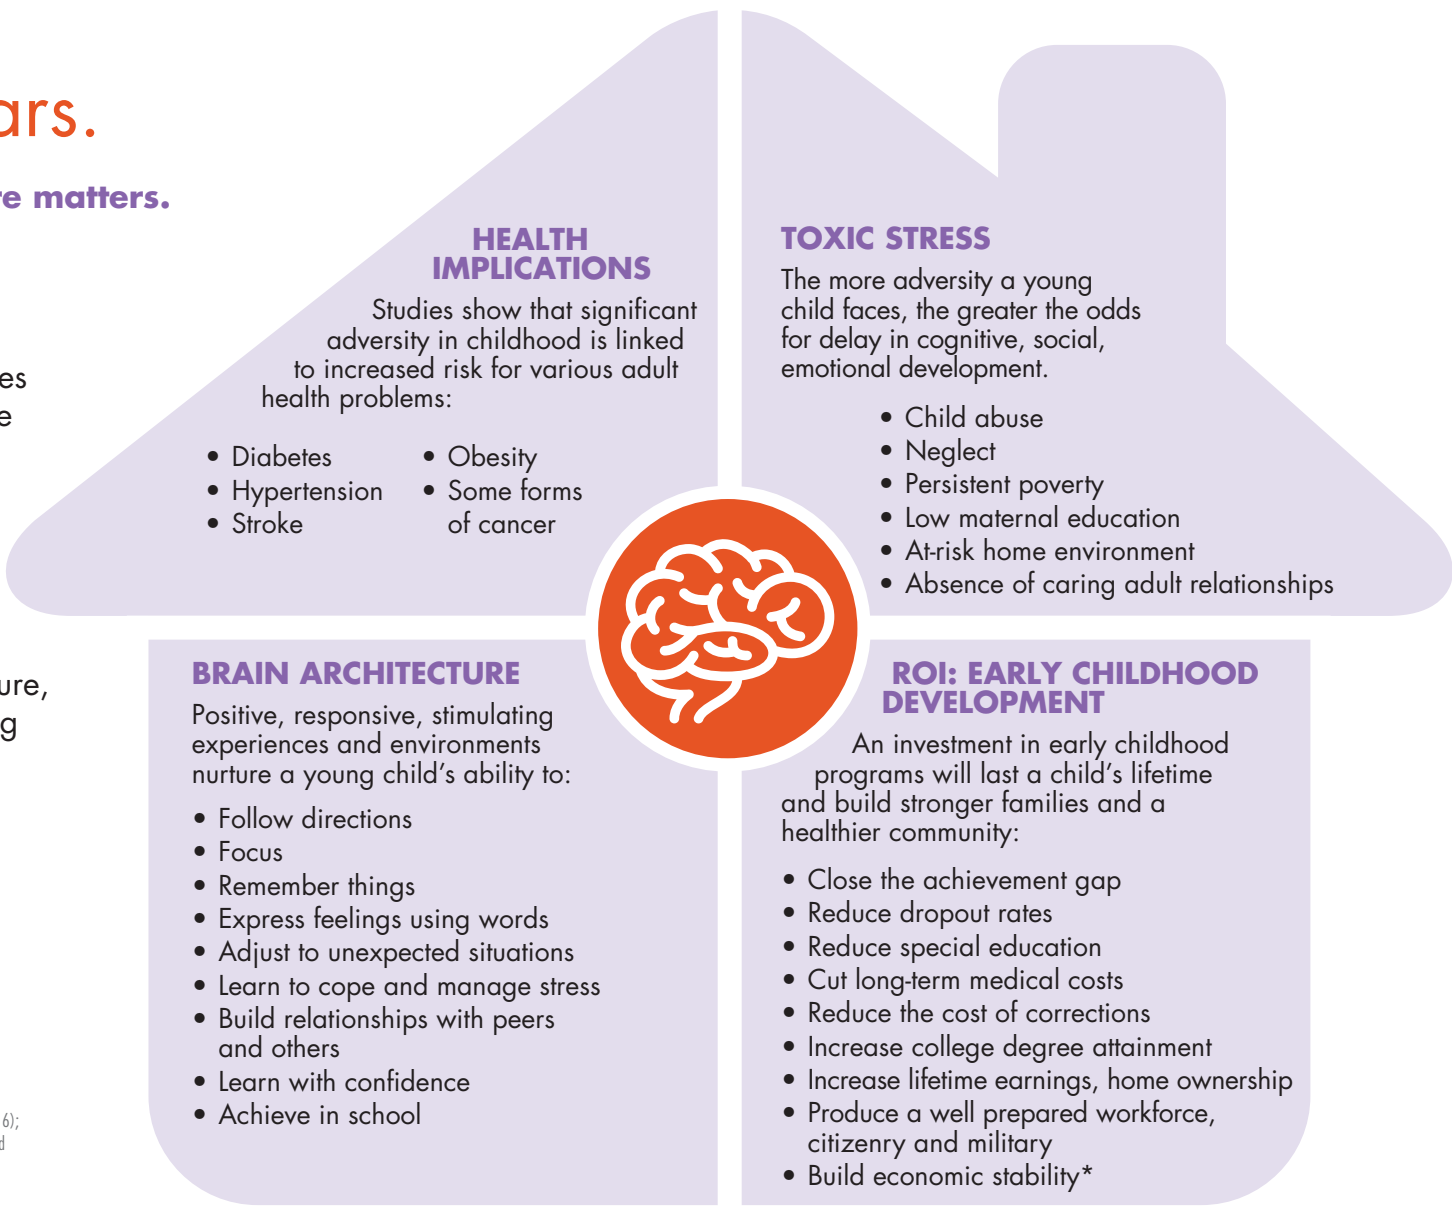 ars.
te matters.
es
e
ure,
g
6);
d
HEALTH
IMPLICATIONS
Studies show that significant
adversity in childhood is linked
to increased risk for various adult
health problems:
• Diabetes
• Hypertension
• Stroke
• Obesity
• Some forms
of cancer
TOXIC STRESS
The more adversity a young
child faces, the greater the odds
for delay in cognitive, social,
emotional development.
• Child abuse
• Neglect
• Persistent poverty
• Low maternal education
• At-risk home environment
• Absence of caring adult relationships
BRAIN ARCHITECTURE
Positive, responsive, stimulating
experiences and environments
nurture a young child’s ability to:
• Follow directions
• Focus
• Remember things
• Express feelings using words
• Adjust to unexpected situations
• Learn to cope and manage stress
• Build relationships with peers
and others
• Learn with confidence
• Achieve in school
ROI: EARLY CHILDHOOD
DEVELOPMENT
An investment in early childhood
programs will last a child’s lifetime
and build stronger families and a
healthier community:
• Close the achievement gap
• Reduce dropout rates
• Reduce special education
• Cut long-term medical costs
• Reduce the cost of corrections
• Increase college degree attainment
• Increase lifetime earnings, home ownership
• Produce a well prepared workforce,
citizenry and military
• Build economic stability*